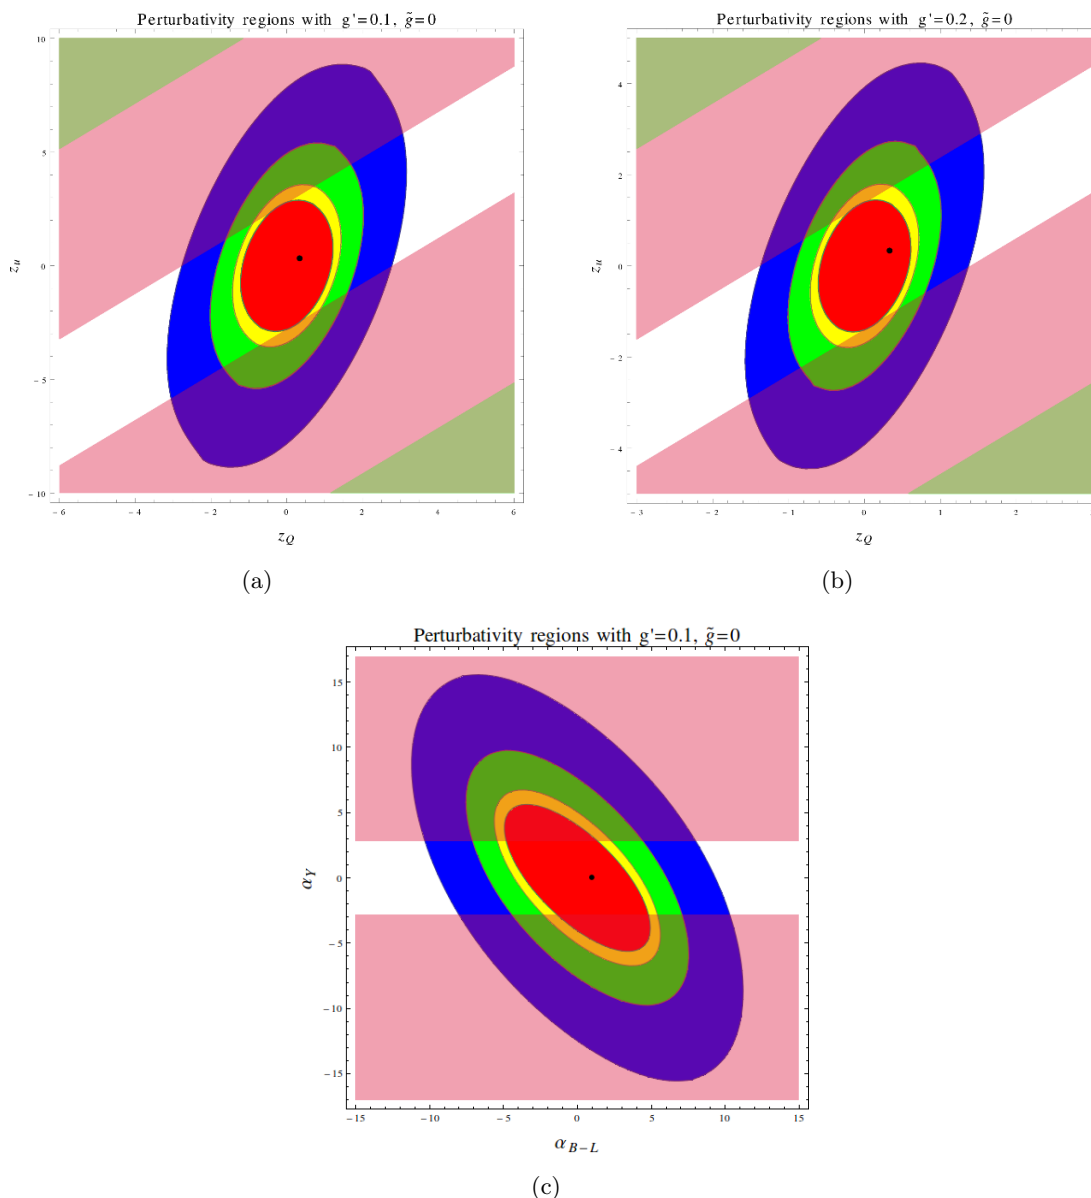 Perturbativity regions with g'=0.1, g̃=0
10
5
0
-5
-10
z_u
-6 -4 -2 0 2 4 6
z_Q
(a)
Perturbativity regions with g'=0.2, g̃=0
4
2
0
-2
-4
z_u
-3 -2 -1 0 1 2
z_Q
(b)
Perturbativity regions with g'=0.1, g̃=0
15
10
5
0
-5
-10
-15
α_Y
-15 -10 -5 0 5 10 15
α_{B-L}
(c)